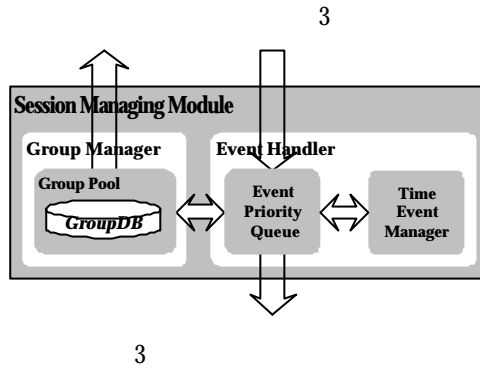 3
Session Managing Module
Group Manager
Event Handler
Group Pool
GroupDB
Event
Priority
Queue
Time
Event
Manager
3